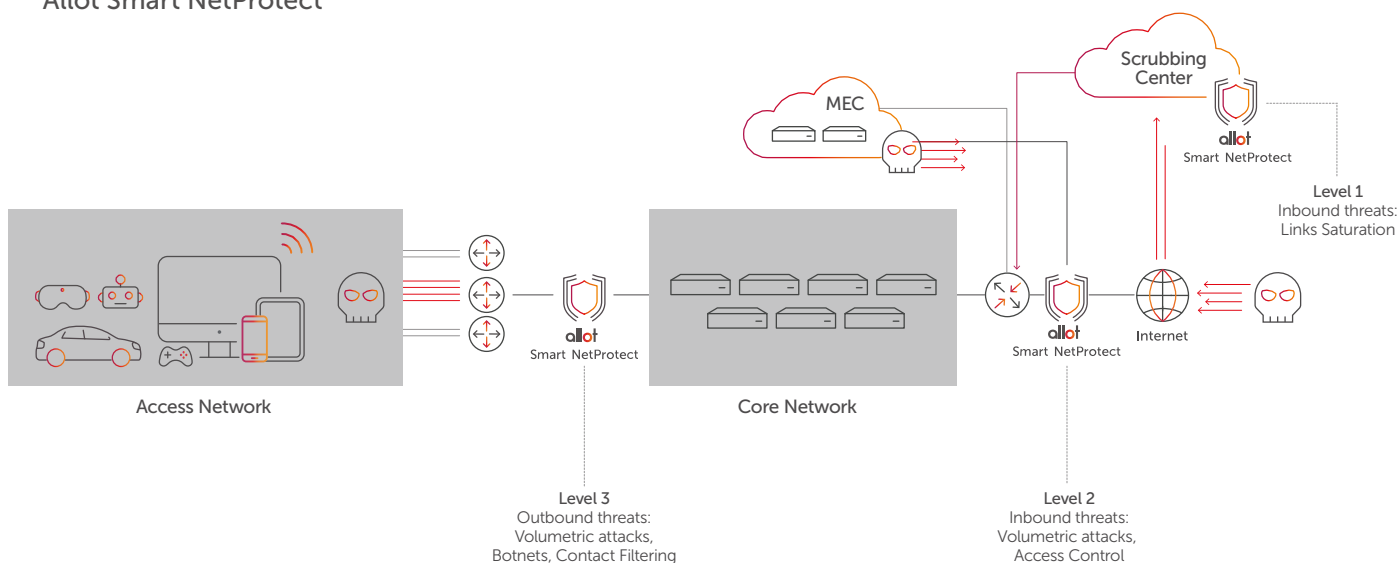 Allot Smart NetProtect
Scrubbing
Center
MEC
allot
Smart NetProtect
Level 1
Inbound threats:
Links Saturation
allot
Smart NetProtect
allot
Smart NetProtect
Internet
Access Network
Core Network
Level 3
Outbound threats:
Volumetric attacks,
Botnets, Contact Filtering
Level 2
Inbound threats:
Volumetric attacks,
Access Control